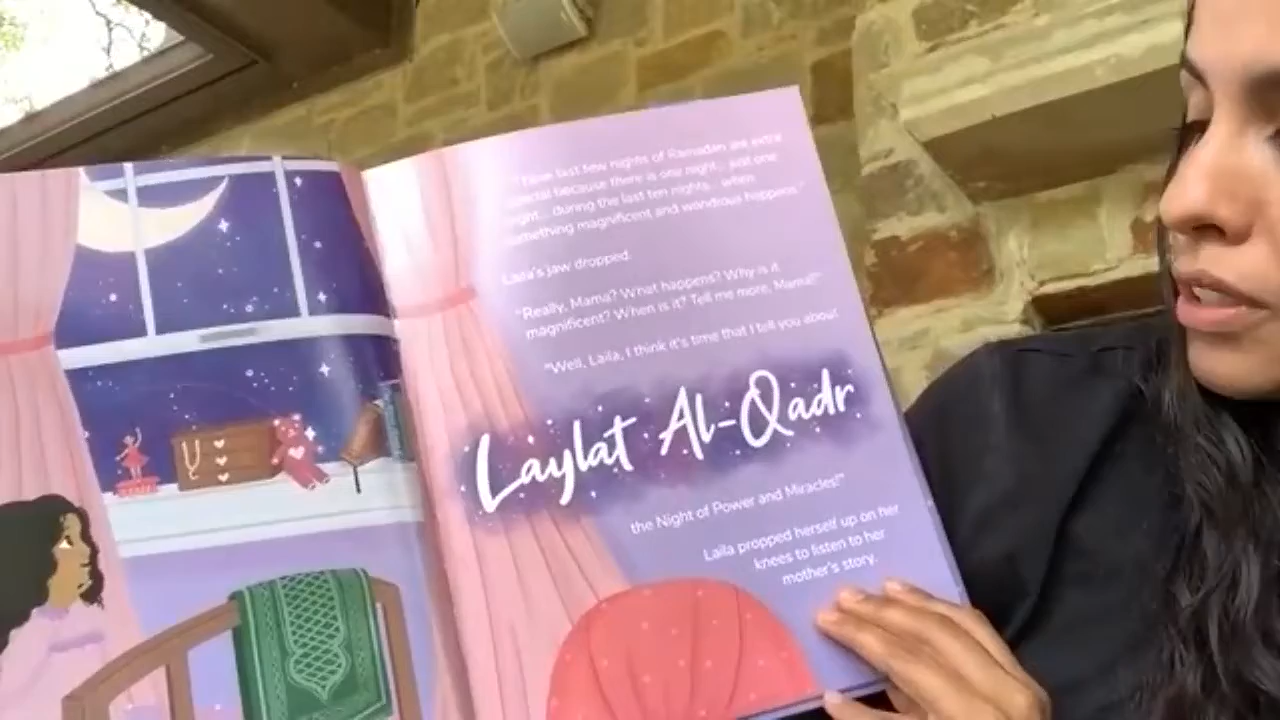 last few nights of Ramadan are extra
special because there is one night... just one
night... during the last ten nights... when
something magnificent and wondrous happens."
Laila's jaw dropped.
"Really, Mama? What happens? Why is it
magnificent? When is it? Tell me more, Mama!"
"Well, Laila, I think it's time that I tell you about
Laylat Al-Qadr
the Night of Power and Miracles!"
Laila propped herself up on her
knees to listen to her
mother's story.